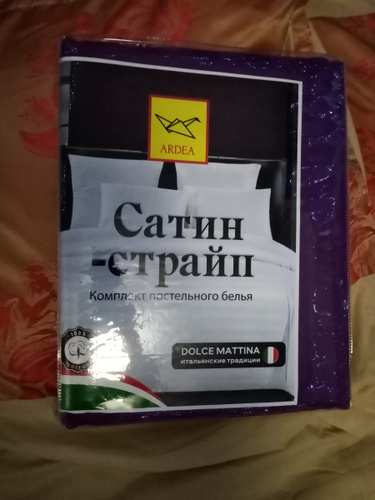 ARDEA
Сатин
-страйп
Комплект постельного белья
DOLCE MATTINA
итальянские традиции